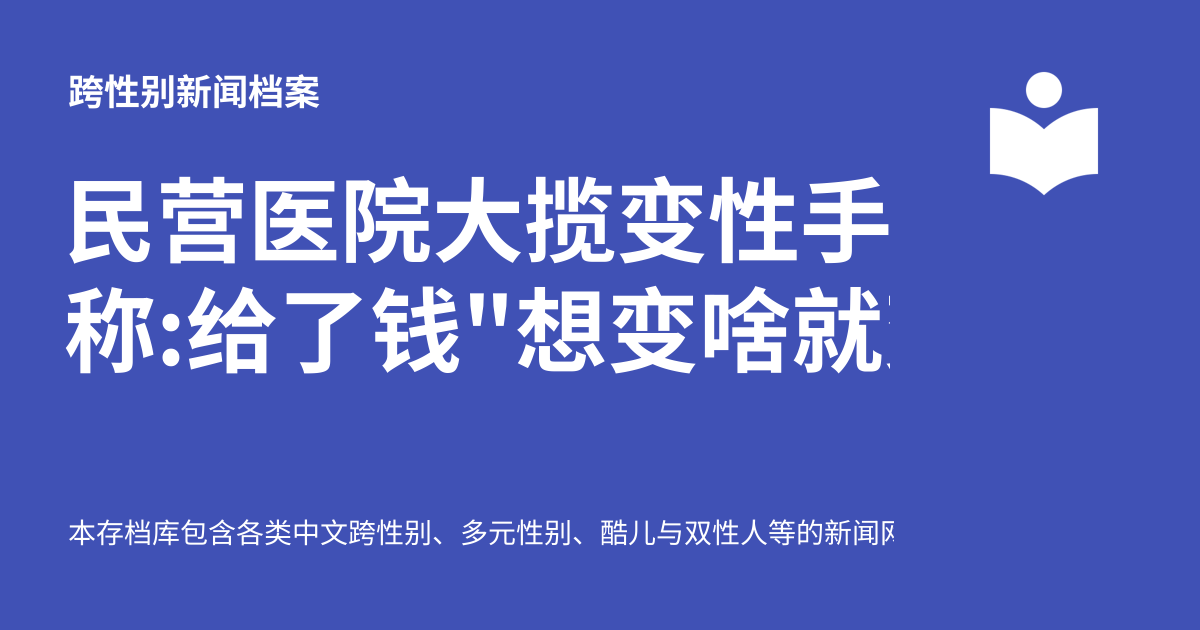 跨性别新闻档案
民营医院大揽变性手
称:给了钱"想变啥就
本存档库包含各类中文跨性别、多元性别、酷儿与双性人等的新闻